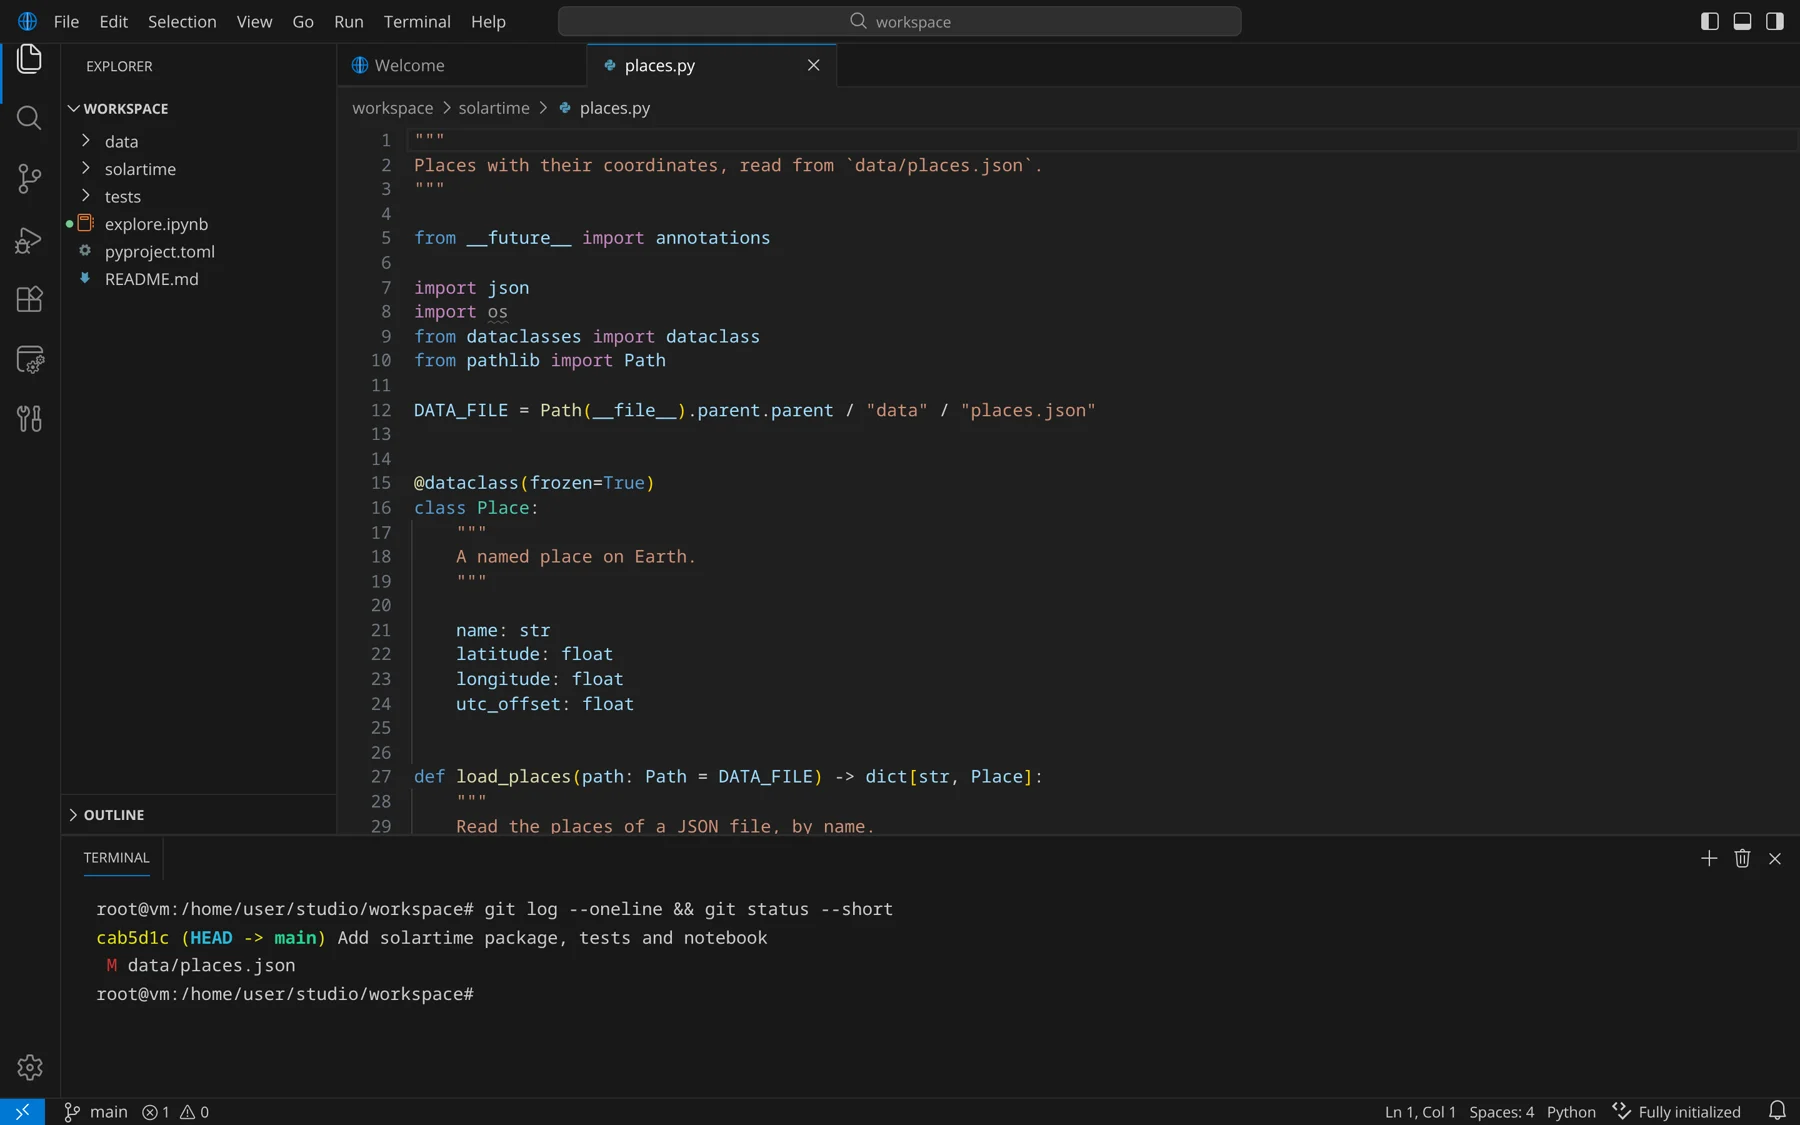 File Edit Selection View Go Run Terminal Help
workspace
EXPLORER
WORKSPACE
data
solartime
tests
explore.ipynb
pyproject.toml
README.md
OUTLINE
Welcome
places.py
workspace > solartime > places.py
1 """
2 Places with their coordinates, read from `data/places.json`.
3 """
4
5 from __future__ import annotations
6
7 import json
8 import os
9 from dataclasses import dataclass
10 from pathlib import Path
11
12 DATA_FILE = Path(__file__).parent.parent / "data" / "places.json"
13
14
15 @dataclass(frozen=True)
16 class Place:
17 """
18 A named place on Earth.
19 """
20
21 name: str
22 latitude: float
23 longitude: float
24 utc_offset: float
25
26
27 def load_places(path: Path = DATA_FILE) -> dict[str, Place]:
28 """
29 Read the places of a JSON file, by name.
TERMINAL
root@vm:/home/user/studio/workspace# git log --oneline && git status --short
cab5d1c (HEAD -> main) Add solartime package, tests and notebook
M data/places.json
root@vm:/home/user/studio/workspace#
main 1 0
Ln 1, Col 1 Spaces: 4 Python Fully initialized